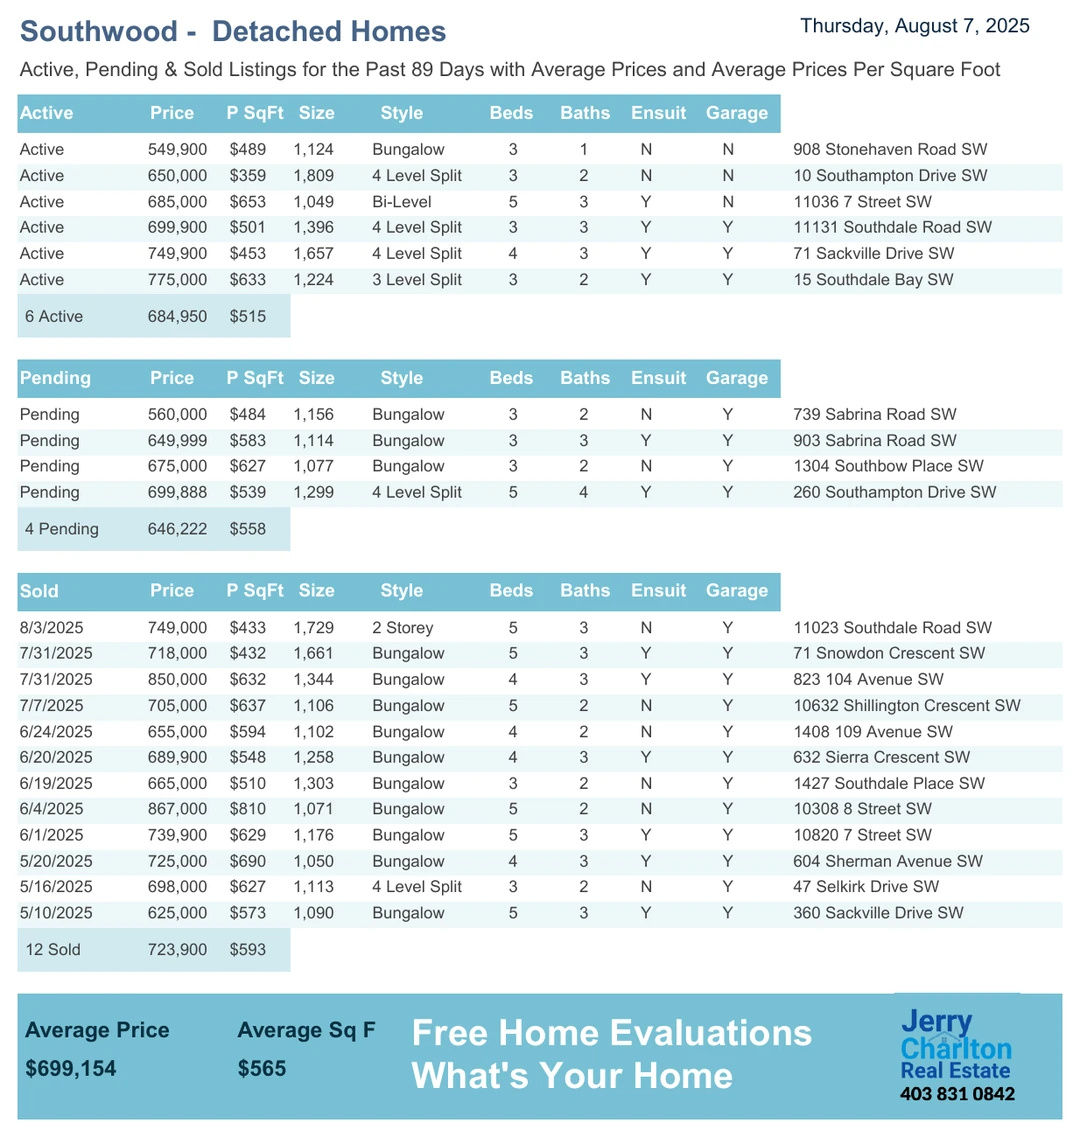 Southwood - Detached Homes
Thursday, August 7, 2025
Active, Pending & Sold Listings for the Past 89 Days with Average Prices and Average Prices Per Square Foot
Active Price P SqFt Size Style Beds Baths Ensuit Garage
Active 549,900 $489 1,124 Bungalow 3 1 N N 908 Stonehaven Road SW
Active 650,000 $359 1,809 4 Level Split 3 2 N N 10 Southampton Drive SW
Active 685,000 $653 1,049 Bi-Level 5 3 Y N 11036 7 Street SW
Active 699,900 $501 1,396 4 Level Split 3 3 Y Y 11131 Southdale Road SW
Active 749,900 $453 1,657 4 Level Split 4 3 Y Y 71 Sackville Drive SW
Active 775,000 $633 1,224 3 Level Split 3 2 Y Y 15 Southdale Bay SW
6 Active 684,950 $515
Pending Price P SqFt Size Style Beds Baths Ensuit Garage
Pending 560,000 $484 1,156 Bungalow 3 2 N Y 739 Sabrina Road SW
Pending 649,999 $583 1,114 Bungalow 3 3 Y Y 903 Sabrina Road SW
Pending 675,000 $627 1,077 Bungalow 3 2 N Y 1304 Southbow Place SW
Pending 699,888 $539 1,299 4 Level Split 5 4 Y Y 260 Southampton Drive SW
4 Pending 646,222 $558
Sold Price P SqFt Size Style Beds Baths Ensuit Garage
8/3/2025 749,000 $433 1,729 2 Storey 5 3 N Y 11023 Southdale Road SW
7/31/2025 718,000 $432 1,661 Bungalow 5 3 Y Y 71 Snowdon Crescent SW
7/31/2025 850,000 $632 1,344 Bungalow 4 3 Y Y 823 104 Avenue SW
7/7/2025 705,000 $637 1,106 Bungalow 5 2 N Y 10632 Shillington Crescent SW
6/24/2025 655,000 $594 1,102 Bungalow 4 2 N Y 1408 109 Avenue SW
6/20/2025 689,900 $548 1,258 Bungalow 4 3 Y Y 632 Sierra Crescent SW
6/19/2025 665,000 $510 1,303 Bungalow 3 2 N Y 1427 Southdale Place SW
6/4/2025 867,000 $810 1,071 Bungalow 5 2 N Y 10308 8 Street SW
6/1/2025 739,900 $629 1,176 Bungalow 5 3 Y Y 10820 7 Street SW
5/20/2025 725,000 $690 1,050 Bungalow 4 3 Y Y 604 Sherman Avenue SW
5/16/2025 698,000 $627 1,113 4 Level Split 3 2 N Y 47 Selkirk Drive SW
5/10/2025 625,000 $573 1,090 Bungalow 5 3 Y Y 360 Sackville Drive SW
12 Sold 723,900 $593
Average Price Average Sq F
$699,154 $565
Free Home Evaluations
What's Your Home
Jerry
Charlton
Real Estate
403 831 0842